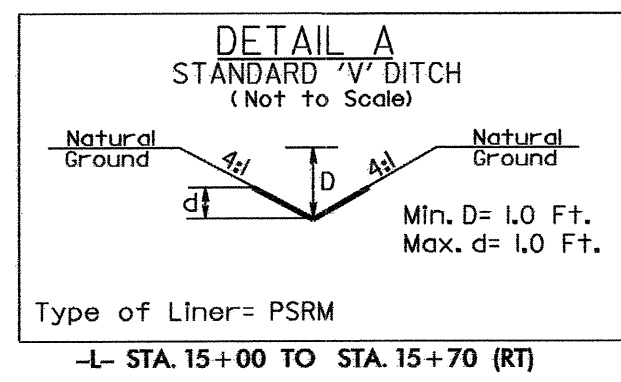 DETAIL A
STANDARD 'V' DITCH
(Not to Scale)
Natural
Ground
4:1
D
d
4:1
Natural
Ground
Min. D= 1.0 Ft.
Max. d= 1.0 Ft.
Type of Liner= PSRM
-L- STA. 15+00 TO STA. 15+70 (RT)